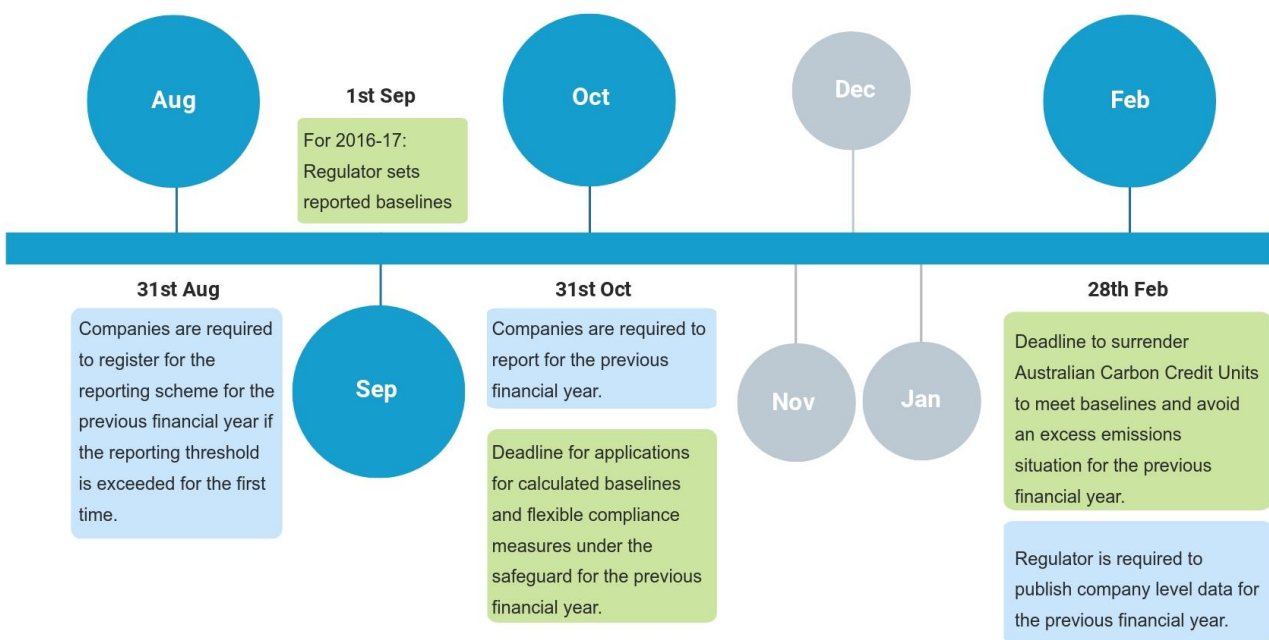 Aug
1st Sep
For 2016-17:
Regulator sets
reported baselines
Oct
Dec
Feb
31st Aug
Companies are required
to register for the
reporting scheme for the
previous financial year if
the reporting threshold
is exceeded for the first
time.
Sep
31st Oct
Companies are required to
report for the previous
financial year.
Deadline for applications
for calculated baselines
and flexible compliance
measures under the
safeguard for the previous
financial year.
Nov
Jan
28th Feb
Deadline to surrender
Australian Carbon Credit Units
to meet baselines and avoid
an excess emissions
situation for the previous
financial year.
Regulator is required to
publish company level data for
the previous financial year.